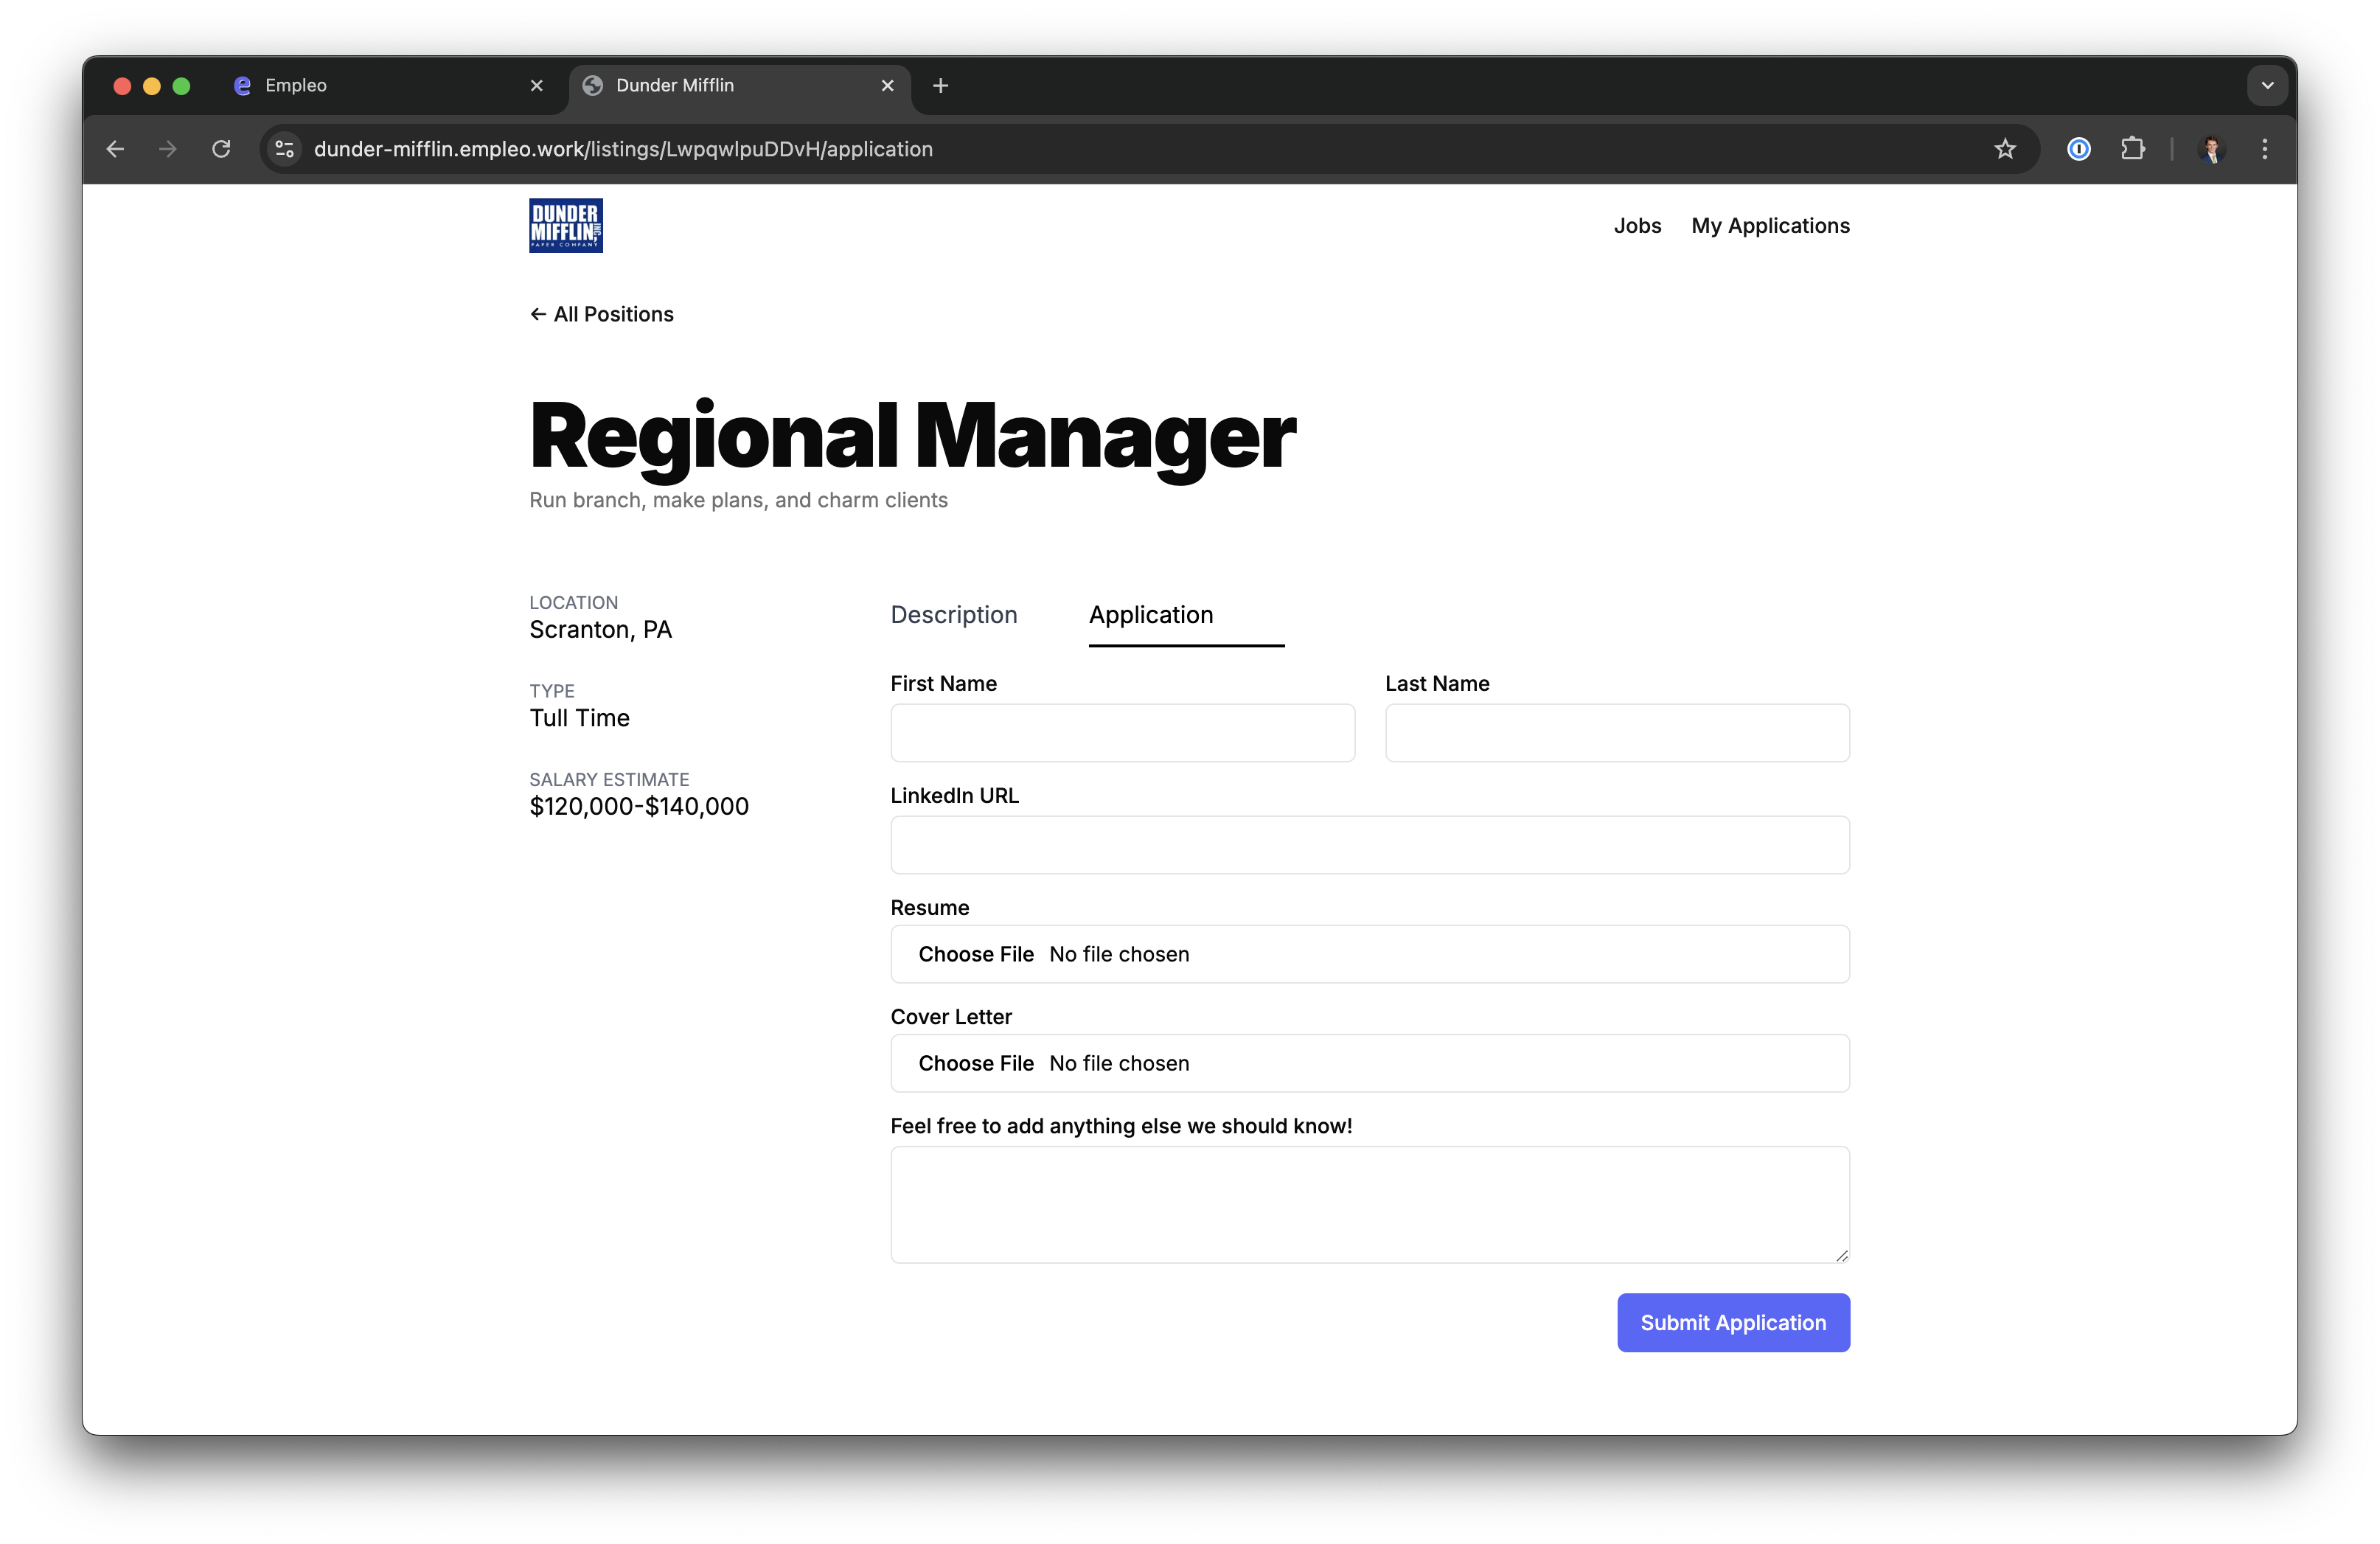 Empleo
Dunder Mifflin
dunder-mifflin.empleo.work/listings/LwpqwlpuDDvH/application
DUNDER
MIFFLIN, INC
PAPER COMPANY
Jobs My Applications
← All Positions
Regional Manager
Run branch, make plans, and charm clients
LOCATION
Scranton, PA
TYPE
Tull Time
SALARY ESTIMATE
$120,000-$140,000
Description Application
First Name Last Name
LinkedIn URL
Resume
Choose File No file chosen
Cover Letter
Choose File No file chosen
Feel free to add anything else we should know!
Submit Application